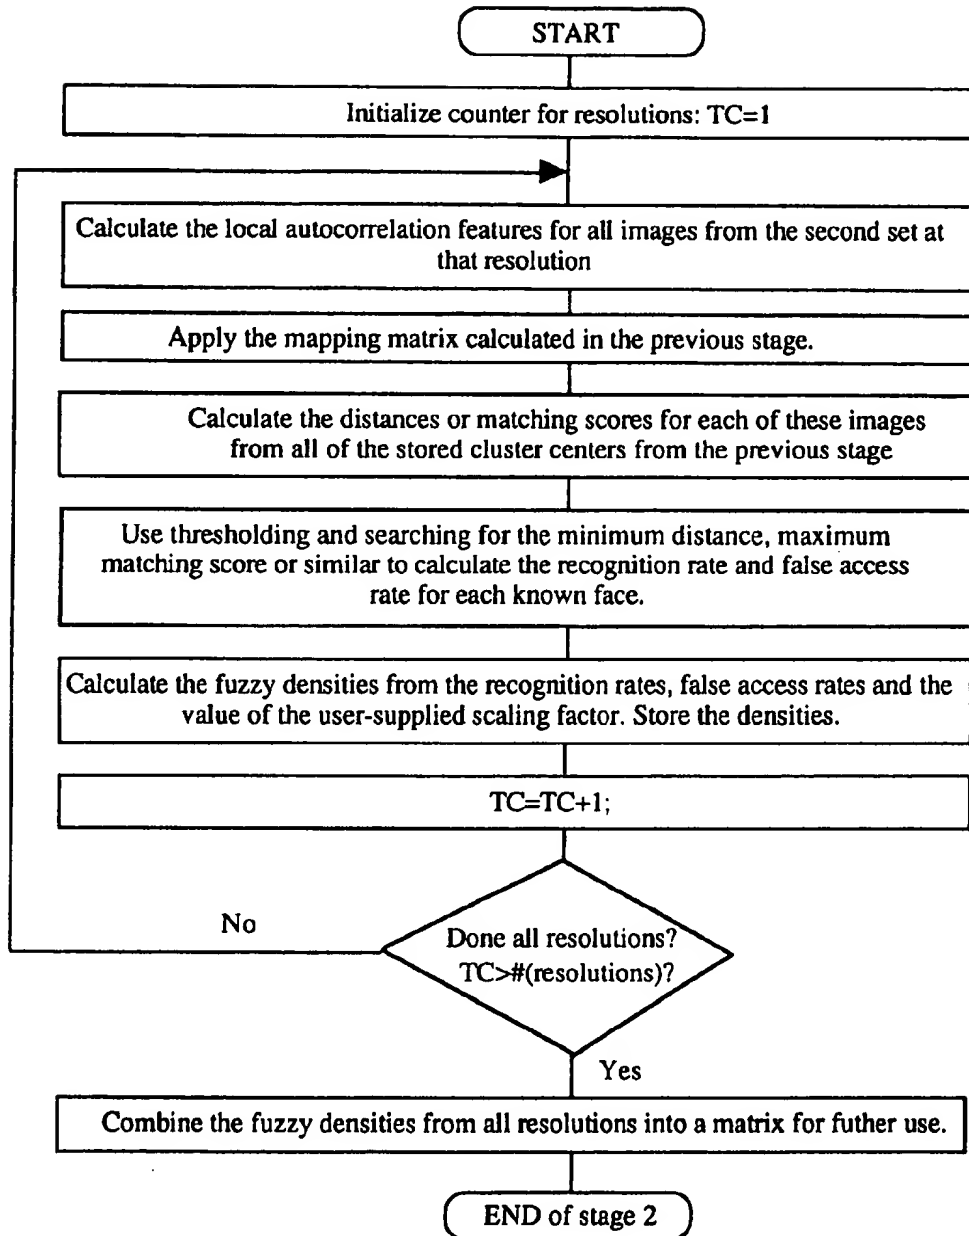 START
Initialize counter for resolutions: TC=1
Calculate the local autocorrelation features for all images from the second set at
that resolution
Apply the mapping matrix calculated in the previous stage.
Calculate the distances or matching scores for each of these images
from all of the stored cluster centers from the previous stage
Use thresholding and searching for the minimum distance, maximum
matching score or similar to calculate the recognition rate and false access
rate for each known face.
Calculate the fuzzy densities from the recognition rates, false access rates and the
value of the user-supplied scaling factor. Store the densities.
TC=TC+1;
No
Done all resolutions?
TC>#(resolutions)?
Yes
Combine the fuzzy densities from all resolutions into a matrix for futher use.
END of stage 2